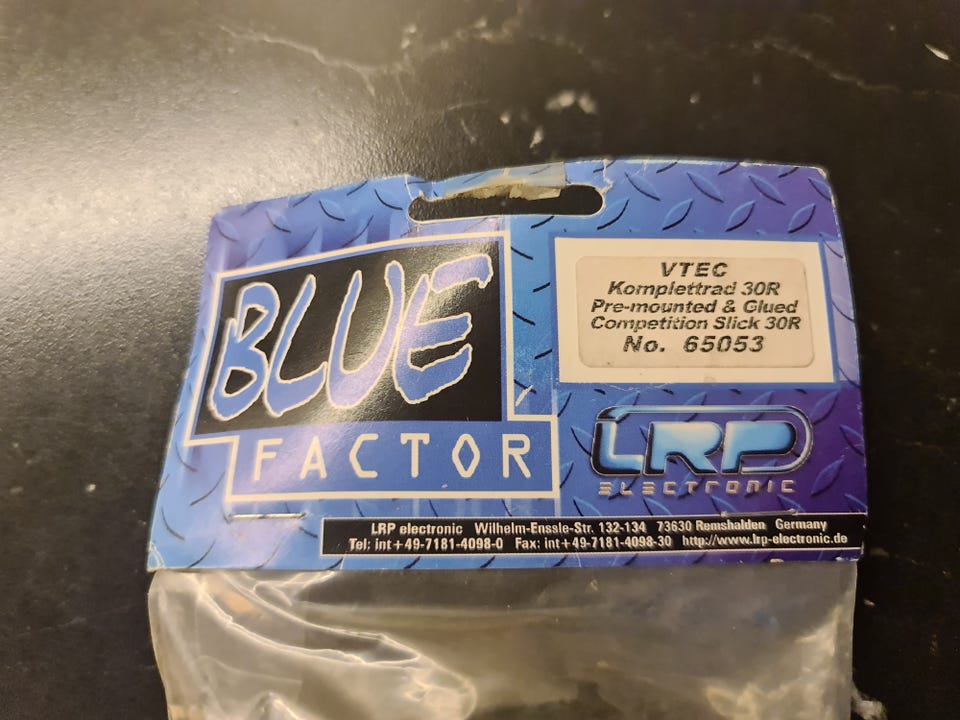 BLUE
FACTOR
VTEC
Komplettrad 30R
Pre-mounted & Glued
Competition Slick 30R
No. 65053
LRP
ELECTRONIC
LRP electronic Wilhelm-Enssle-Str. 132-134 73630 Remshalden Germany
Tel: int+49-7181-4098-0 Fax: int+49-7181-4098-30 http://www.lrp-electronic.de